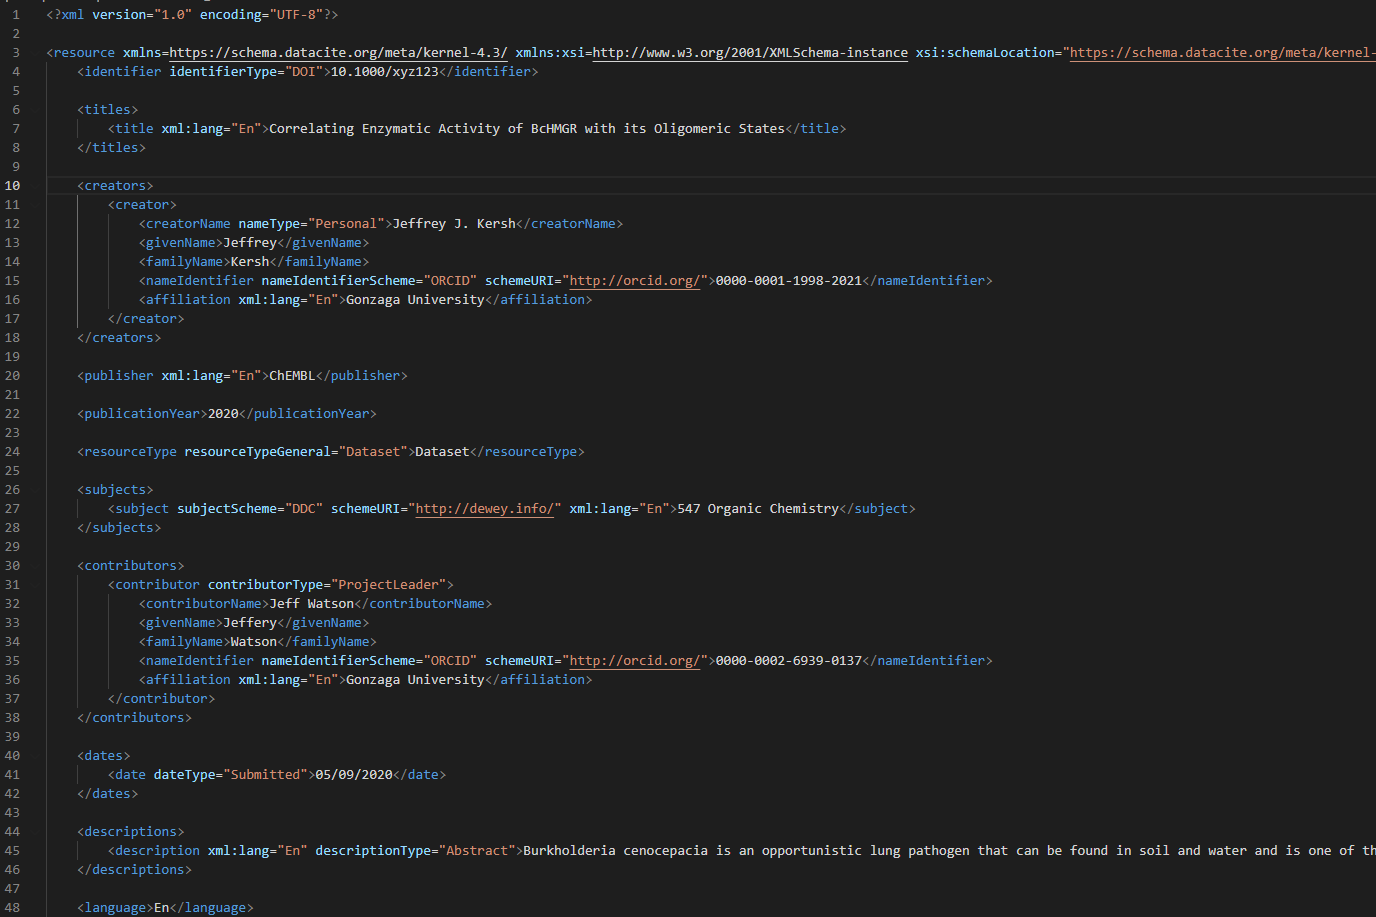 1 <?xml version="1.0" encoding="UTF-8"?>
2
3 <resource xmlns=https://schema.datacite.org/meta/kernel-4.3/ xmlns:xsi=http://www.w3.org/2001/XMLSchema-instance xsi:schemaLocation="https://schema.datacite.org/meta/kernel-
4 <identifier identifierType="DOI">10.1000/xyz123</identifier>
5
6 <titles>
7 <title xml:lang="En">Correlating Enzymatic Activity of BcHMGR with its Oligomeric States</title>
8 </titles>
9
10 <creators>
11 <creator>
12 <creatorName nameType="Personal">Jeffrey J. Kersh</creatorName>
13 <givenName>Jeffrey</givenName>
14 <familyName>Kersh</familyName>
15 <nameIdentifier nameIdentifierScheme="ORCID" schemeURI="http://orcid.org/">0000-0001-1998-2021</nameIdentifier>
16 <affiliation xml:lang="En">Gonzaga University</affiliation>
17 </creator>
18 </creators>
19
20 <publisher xml:lang="En">ChEMBL</publisher>
21
22 <publicationYear>2020</publicationYear>
23
24 <resourceType resourceTypeGeneral="Dataset">Dataset</resourceType>
25
26 <subjects>
27 <subject subjectScheme="DDC" schemeURI="http://dewey.info/" xml:lang="En">547 Organic Chemistry</subject>
28 </subjects>
29
30 <contributors>
31 <contributor contributorType="ProjectLeader">
32 <contributorName>Jeff Watson</contributorName>
33 <givenName>Jeffery</givenName>
34 <familyName>Watson</familyName>
35 <nameIdentifier nameIdentifierScheme="ORCID" schemeURI="http://orcid.org/">0000-0002-6939-0137</nameIdentifier>
36 <affiliation xml:lang="En">Gonzaga University</affiliation>
37 </contributor>
38 </contributors>
39
40 <dates>
41 <date dateType="Submitted">05/09/2020</date>
42 </dates>
43
44 <descriptions>
45 <description xml:lang="En" descriptionType="Abstract">Burkholderia cenocepacia is an opportunistic lung pathogen that can be found in soil and water and is one of th
46 </descriptions>
47
48 <language>En</language>